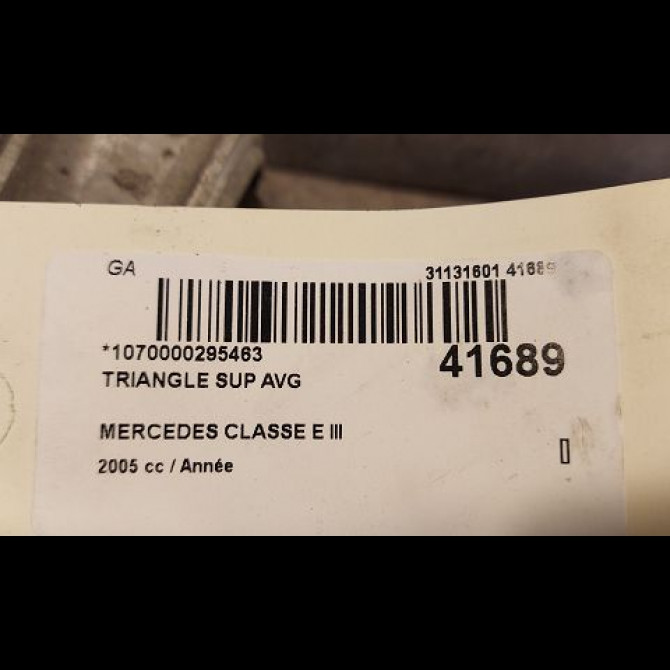 GA 31131601 41689
*1070000295463 41689
TRIANGLE SUP AVG
MERCEDES CLASSE E III
2005 cc / Année